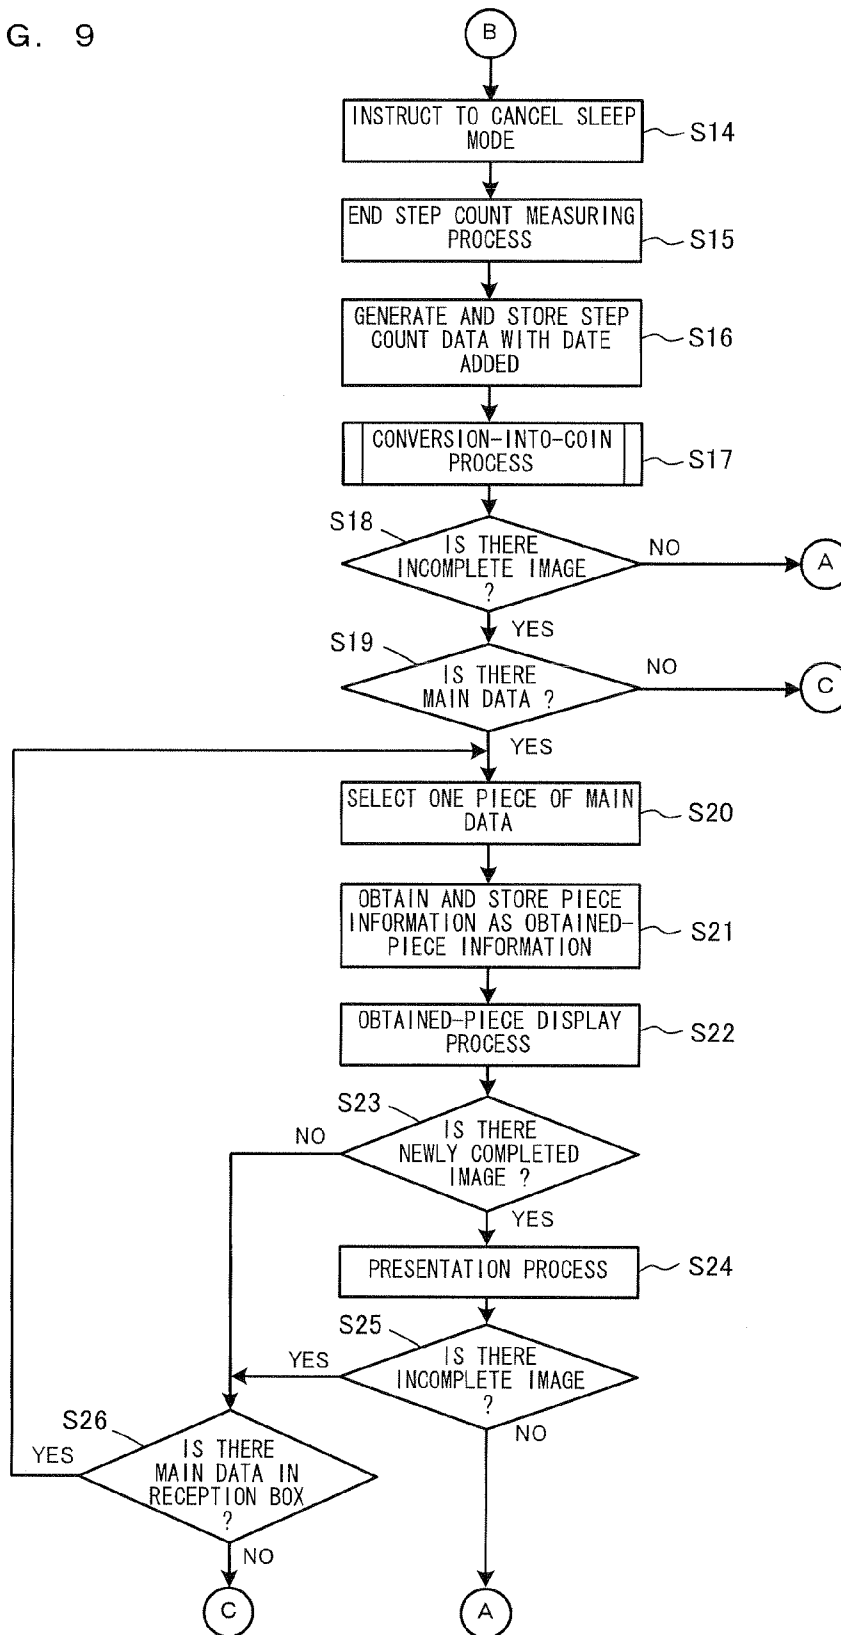 G. 9
B
INSTRUCT TO CANCEL SLEEP
MODE
S14
END STEP COUNT MEASURING
PROCESS
S15
GENERATE AND STORE STEP
COUNT DATA WITH DATE
ADDED
S16
CONVERSION-INTO-COIN
PROCESS
S17
S18
IS THERE
INCOMPLETE IMAGE
?
NO
A
YES
S19
IS THERE
MAIN DATA ?
NO
C
YES
SELECT ONE PIECE OF MAIN
DATA
S20
OBTAIN AND STORE PIECE
INFORMATION AS OBTAINED-
PIECE INFORMATION
S21
OBTAINED-PIECE DISPLAY
PROCESS
S22
S23
IS THERE
NEWLY COMPLETED
IMAGE ?
NO
YES
PRESENTATION PROCESS
S24
S25
IS THERE
INCOMPLETE IMAGE
?
YES
NO
S26
IS THERE
MAIN DATA IN
RECEPTION BOX
?
YES
NO
C
A